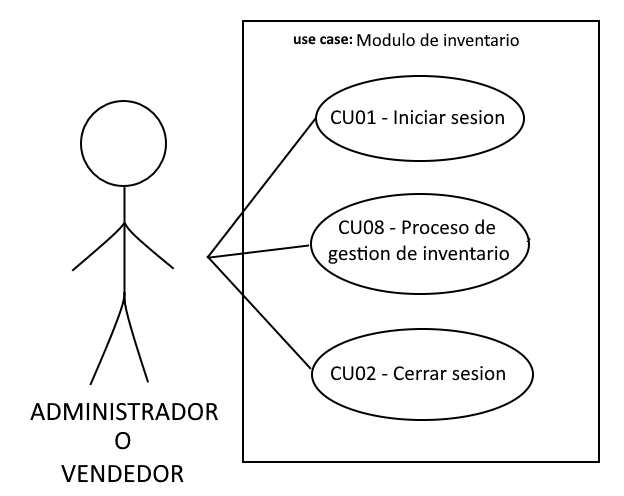 use case: Modulo de inventario
CU01 - Iniciar sesion
CU08 - Proceso de
gestion de inventario
CU02 - Cerrar sesion
ADMINISTRADOR
O
VENDEDOR